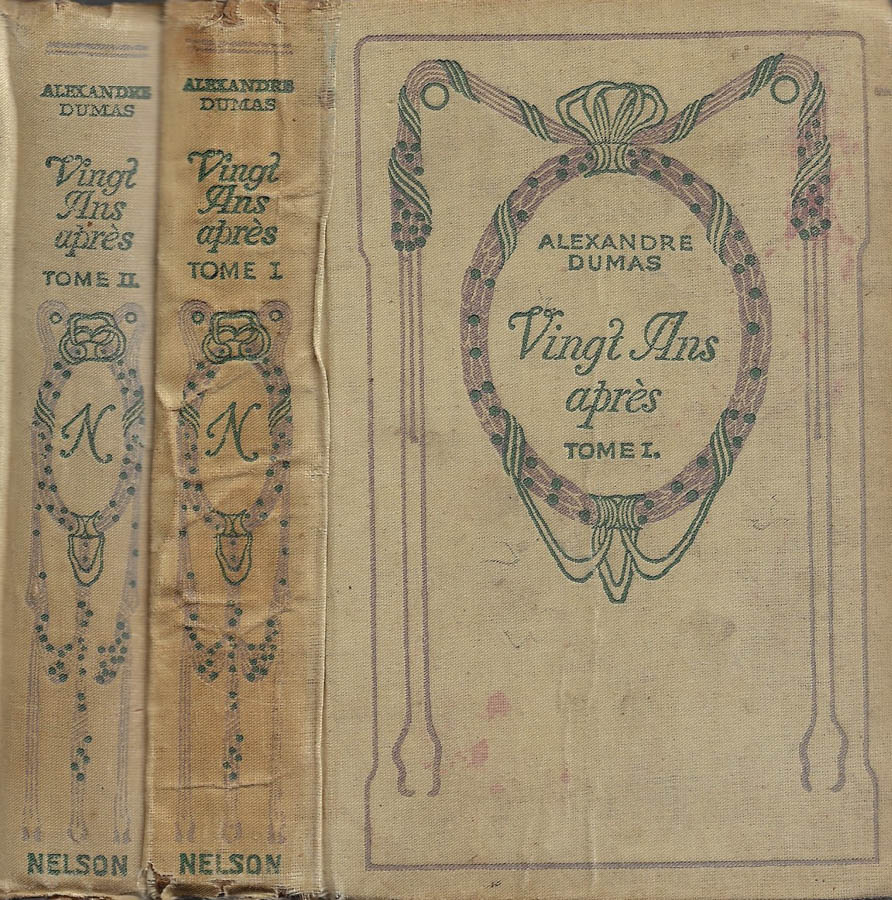 ALEXANDRE
DUMAS
Vingt
Ans
après
TOME II.
N
NELSON
ALEXANDRE
DUMAS
Vingt
Ans
après
TOME I.
N
NELSON
ALEXANDRE
DUMAS
Vingt Ans
après
TOME I.